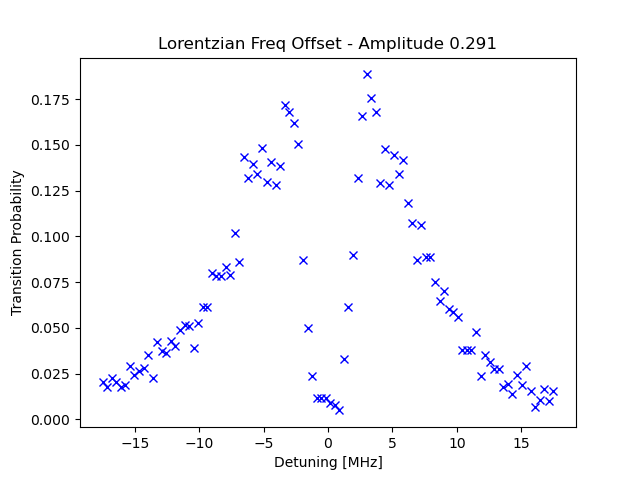 Lorentzian Freq Offset - Amplitude 0.291
0.175
0.150
0.125
0.100
0.075
0.050
0.025
0.000
Transition Probability
−15 −10 −5 0 5 10 15
Detuning [MHz]